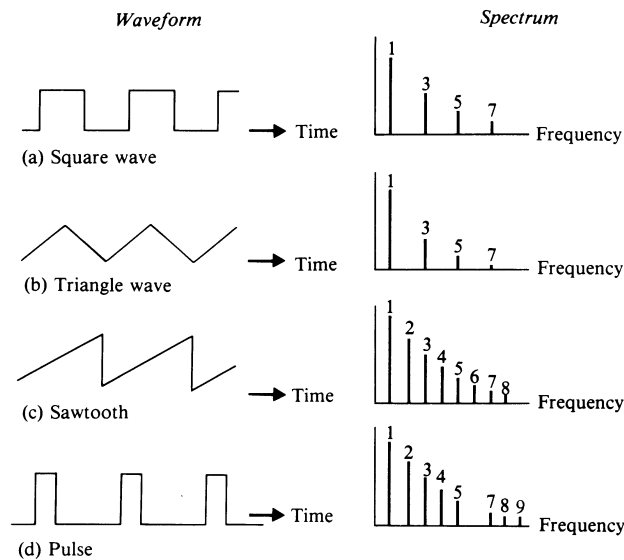 Waveform
Spectrum
1
3
5
7
Time
Frequency
(a) Square wave
1
3
5
7
Time
Frequency
(b) Triangle wave
1
2
3
4
5
6
7
8
Time
Frequency
(c) Sawtooth
1
2
3
4
5
7
8
9
Time
Frequency
(d) Pulse